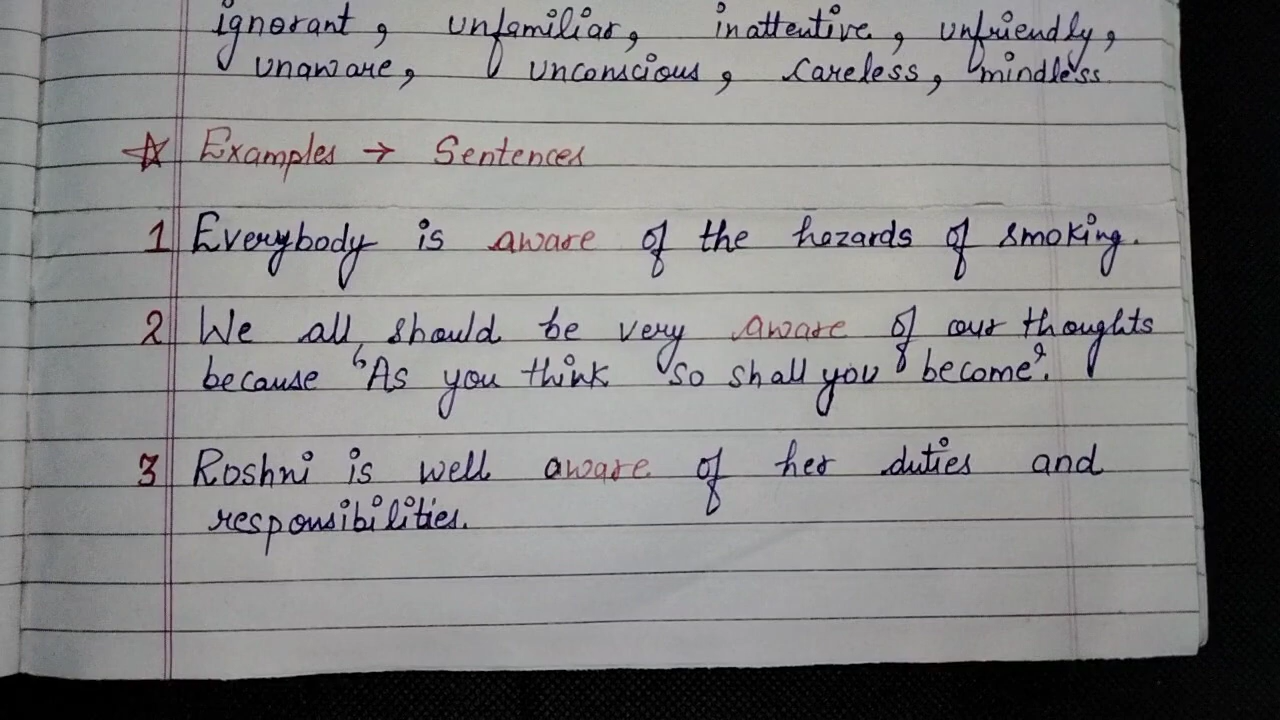 ignorant, unfamiliar, inattentive, unfriendly,
unaware, unconscious, careless, mindless
☆ Examples → Sentences
1 Everybody is aware of the hazards of smoking.
2 We all should be very aware of our thoughts
because "As you think so shall you become".
3 Roshni is well aware of her duties and
responsibilities.